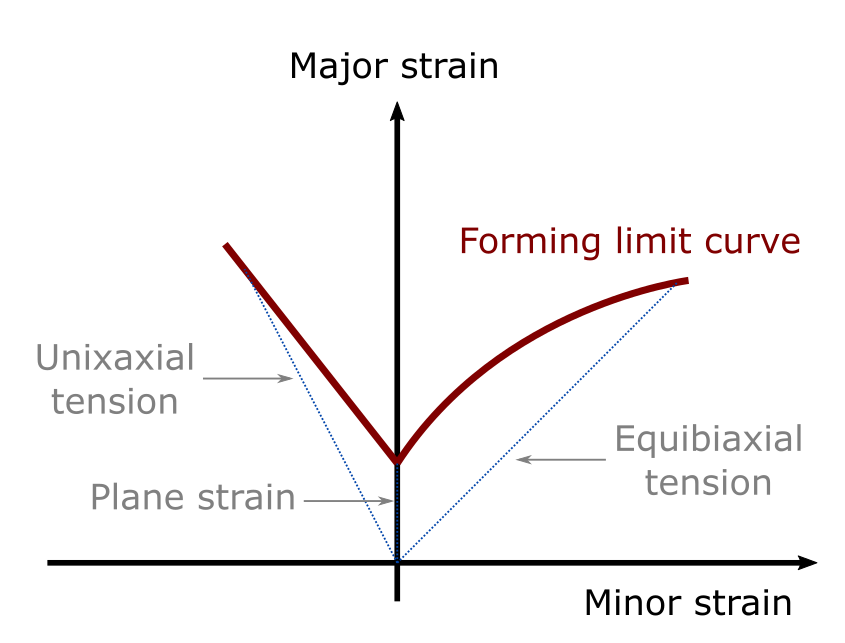 Major strain
Forming limit curve
Unixaxial
tension
Equibiaxial
tension
Plane strain
Minor strain